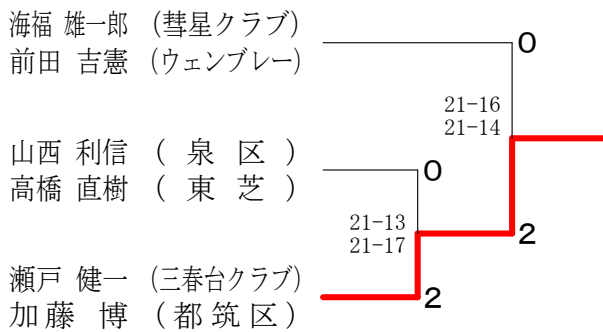 海福 雄一郎 (彗星クラブ)
前田 吉憲 (ウェンブレー)
0
21-16
21-14
山西 利信 ( 泉 区 )
高橋 直樹 ( 東 芝 )
0
21-13
21-17
2
瀬戸 健一 (三春台クラブ)
加藤 博 (都筑区)
2